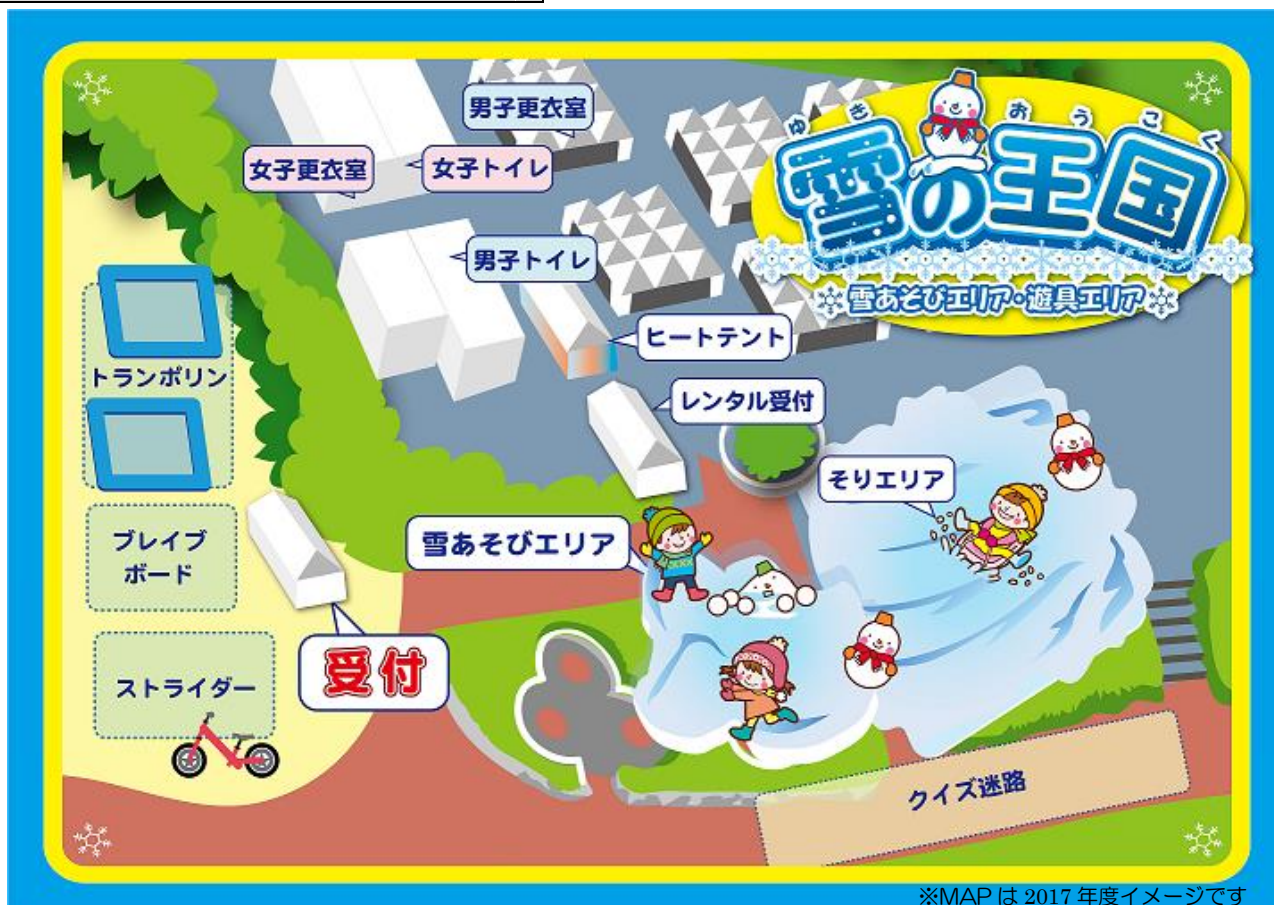 ゆきのおうこく
雪の王国
雪あそびエリア・遊具エリア
男子更衣室
女子更衣室
女子トイレ
男子トイレ
ヒートテント
レンタル受付
トランポリン
そりエリア
雪あそびエリア
ブレイブ
ボード
受付
ストライダー
クイズ迷路
※MAPは2017年度イメージです